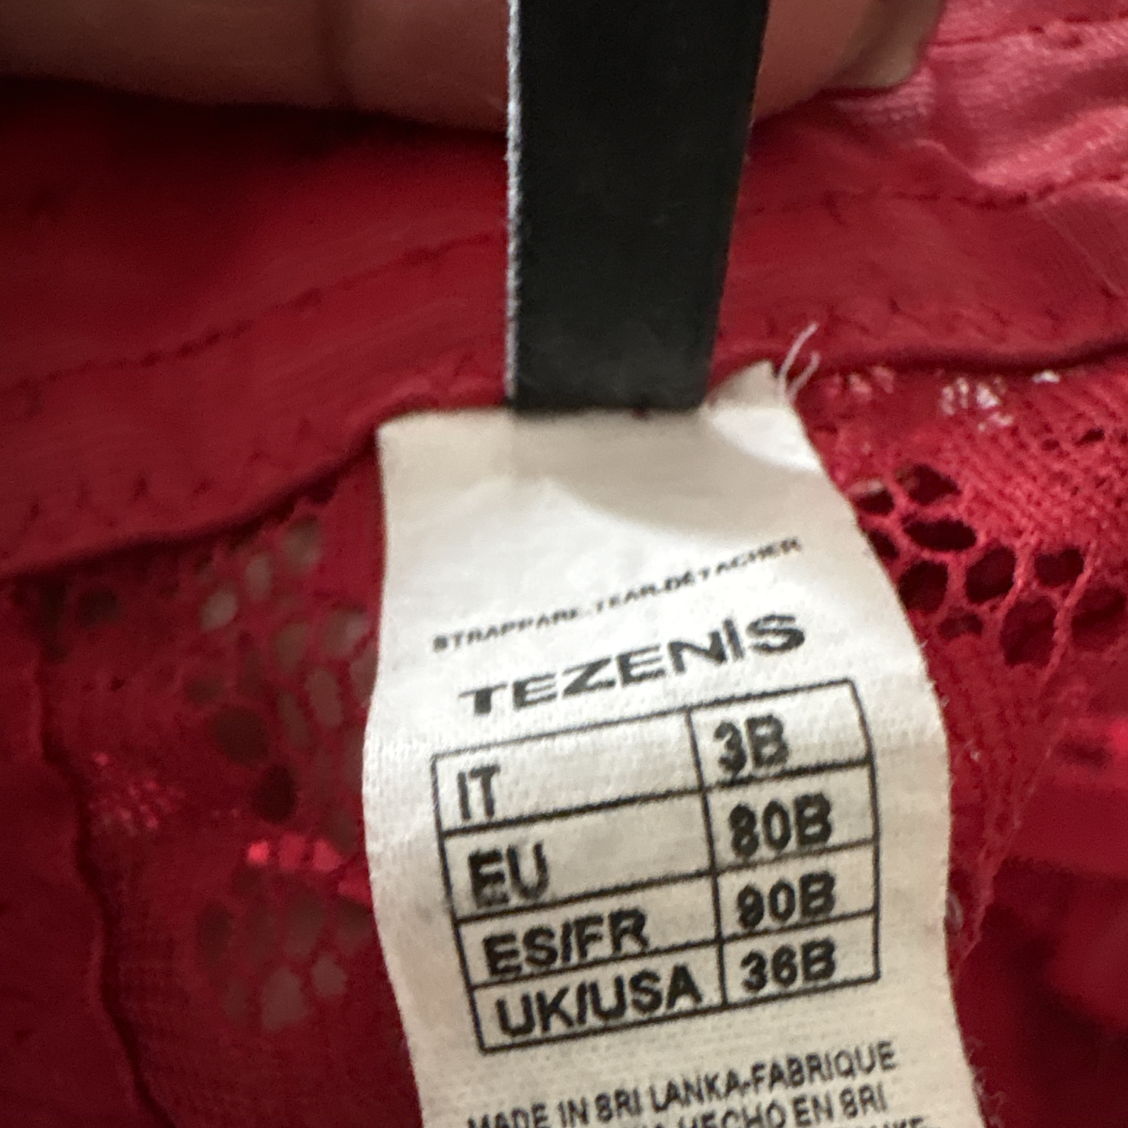 STRAPPARE-TEAR-DÉTACHER
TEZENIS
IT 3B
EU 80B
ES/FR 90B
UK/USA 36B
MADE IN SRI LANKA-FABRIQUE
HECHO EN SRI